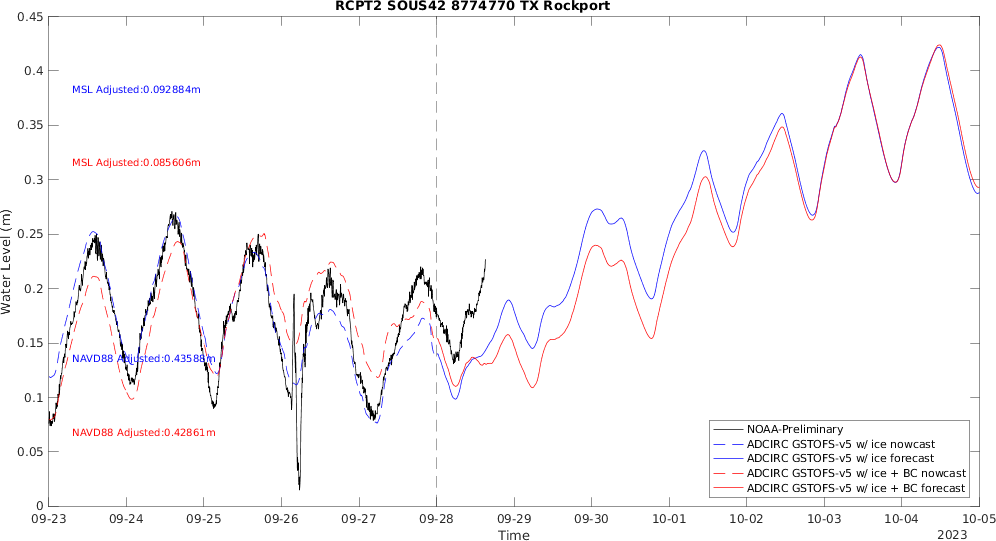 RCPT2 SOUS42 8774770 TX Rockport
0.45
0.4
0.35
0.3
0.25
0.2
0.15
0.1
0.05
0
Water Level (m)
MSL Adjusted:0.092884m
MSL Adjusted:0.085606m
NAVD88 Adjusted:0.43588m
NAVD88 Adjusted:0.42861m
NOAA-Preliminary
ADCIRC GSTOFS-v5 w/ ice nowcast
ADCIRC GSTOFS-v5 w/ ice forecast
ADCIRC GSTOFS-v5 w/ ice + BC nowcast
ADCIRC GSTOFS-v5 w/ ice + BC forecast
09-23 09-24 09-25 09-26 09-27 09-28 09-29 09-30 10-01 10-02 10-03 10-04 10-05
Time
2023